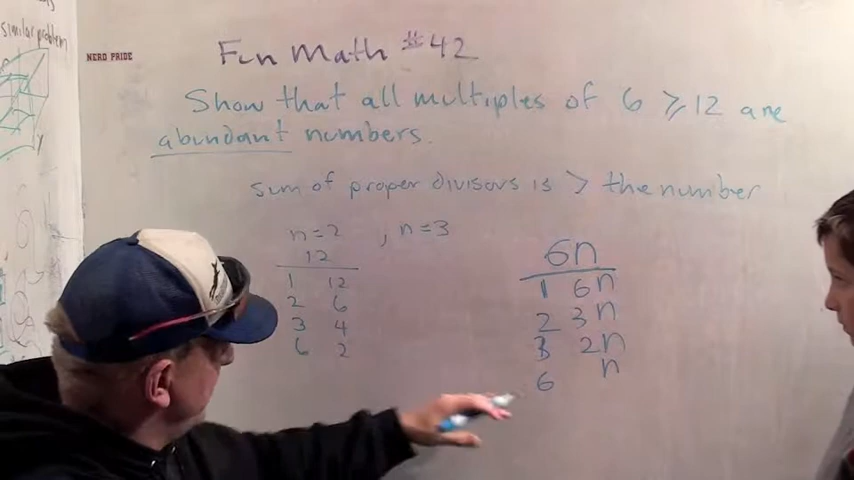 similar problem
NERD PRIDE
Fun Math #42
Show that all multiples of 6 ≥ 12 are
abundant numbers.
sum of proper divisors is > the number
n=2 , n=3
12
1 12
2 6
3 4
6 2
6n
1 6n
2 3n
3 2n
6 n